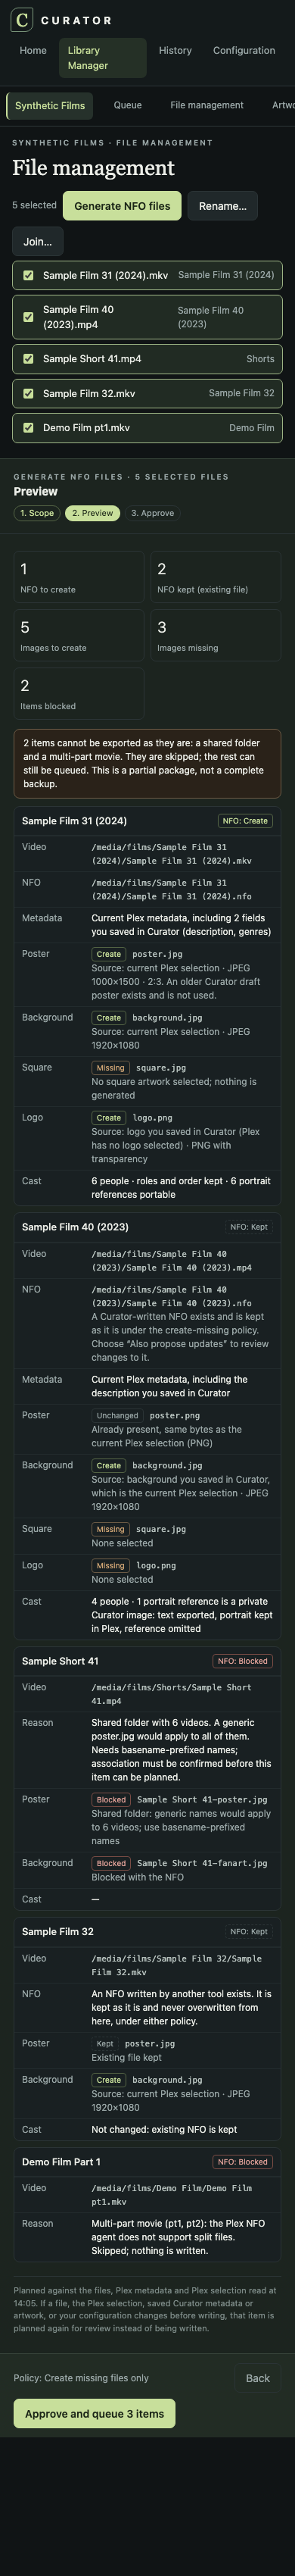 C CURATOR
Home
Library
Manager
History
Configuration
Synthetic Films
Queue
File management
Artwo
SYNTHETIC FILMS · FILE MANAGEMENT
File management
5 selected
Generate NFO files
Rename...
Join...
Sample Film 31 (2024).mkv
Sample Film 31 (2024)
Sample Film 40
(2023).mp4
Sample Film 40
(2023)
Sample Short 41.mp4
Shorts
Sample Film 32.mkv
Sample Film 32
Demo Film pt1.mkv
Demo Film
GENERATE NFO FILES · 5 SELECTED FILES
Preview
1. Scope
2. Preview
3. Approve
1
NFO to create
2
NFO kept (existing file)
5
Images to create
3
Images missing
2
Items blocked
2 items cannot be exported as they are: a shared folder
and a multi-part movie. They are skipped; the rest can
still be queued. This is a partial package, not a complete
backup.
Sample Film 31 (2024)
NFO: Create
Video
/media/films/Sample Film 31
(2024)/Sample Film 31 (2024).mkv
NFO
/media/films/Sample Film 31
(2024)/Sample Film 31 (2024).nfo
Metadata
Current Plex metadata, including 2 fields
you saved in Curator (description, genres)
Poster
Create poster.jpg
Source: current Plex selection · JPEG
1000×1500 · 2:3. An older Curator draft
poster exists and is not used.
Background
Create background.jpg
Source: current Plex selection · JPEG
1920×1080
Square
Missing square.jpg
No square artwork selected; nothing is
generated
Logo
Create logo.png
Source: logo you saved in Curator (Plex
has no logo selected) · PNG with
transparency
Cast
6 people · roles and order kept · 6 portrait
references portable
Sample Film 40 (2023)
NFO: Kept
Video
/media/films/Sample Film 40
(2023)/Sample Film 40 (2023).mp4
NFO
/media/films/Sample Film 40
(2023)/Sample Film 40 (2023).nfo
A Curator-written NFO exists and is kept
as it is under the create-missing policy.
Choose "Also propose updates" to review
changes to it.
Metadata
Current Plex metadata, including the
description you saved in Curator
Poster
Unchanged poster.png
Already present, same bytes as the
current Plex selection (PNG)
Background
Create background.jpg
Source: background you saved in Curator,
which is the current Plex selection · JPEG
1920×1080
Square
Missing square.jpg
None selected
Logo
Missing logo.png
None selected
Cast
4 people · 1 portrait reference is a private
Curator image: text exported, portrait kept
in Plex, reference omitted
Sample Short 41
NFO: Blocked
Video
/media/films/Shorts/Sample Short
41.mp4
Reason
Shared folder with 6 videos. A generic
poster.jpg would apply to all of them.
Needs basename-prefixed names;
association must be confirmed before this
item can be planned.
Poster
Blocked Sample Short 41-poster.jpg
Shared folder: generic names would apply
to 6 videos; use basename-prefixed
names
Background
Blocked Sample Short 41-fanart.jpg
Blocked with the NFO
Cast
—
Sample Film 32
NFO: Kept
Video
/media/films/Sample Film 32/Sample
Film 32.mkv
NFO
An NFO written by another tool exists. It is
kept as it is and never overwritten from
here, under either policy.
Poster
Kept poster.jpg
Existing file kept
Background
Create background.jpg
Source: current Plex selection · JPEG
1920×1080
Cast
Not changed: existing NFO is kept
Demo Film Part 1
NFO: Blocked
Video
/media/films/Demo Film/Demo Film
pt1.mkv
Reason
Multi-part movie (pt1, pt2): the Plex NFO
agent does not support split files.
Skipped; nothing is written.
Planned against the files, Plex metadata and Plex selection read at
14:05. If a file, the Plex selection, saved Curator metadata or
artwork, or your configuration changes before writing, that item is
planned again for review instead of being written.
Policy: Create missing files only
Back
Approve and queue 3 items